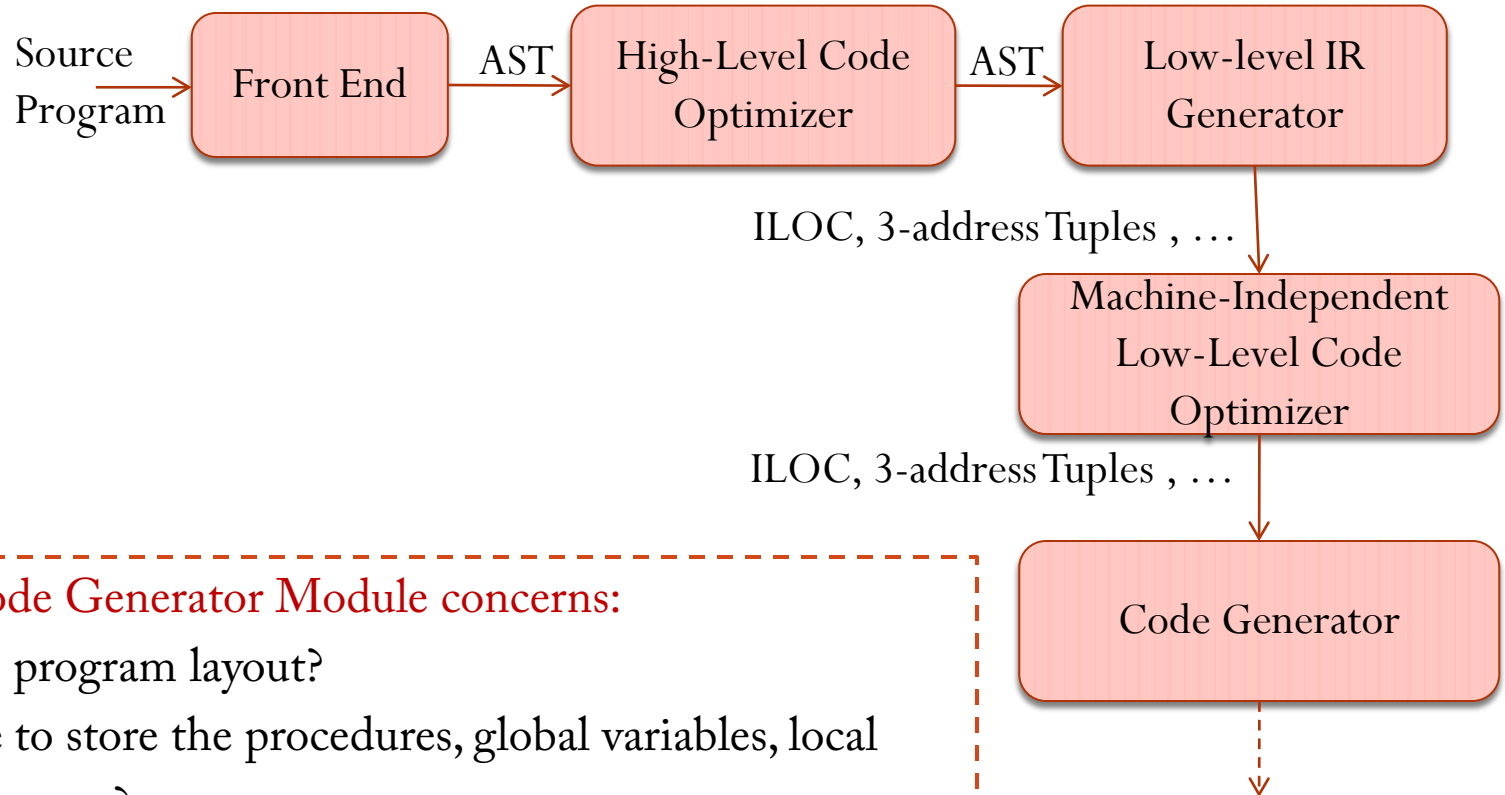 Source
Program
Front End
AST
High-Level Code
Optimizer
AST
Low-level IR
Generator
ILOC, 3-address Tuples , …
Machine-Independent
Low-Level Code
Optimizer
ILOC, 3-address Tuples , …
Code Generator
Generator Module concerns:
program layout?
to store the procedures, global variables, local